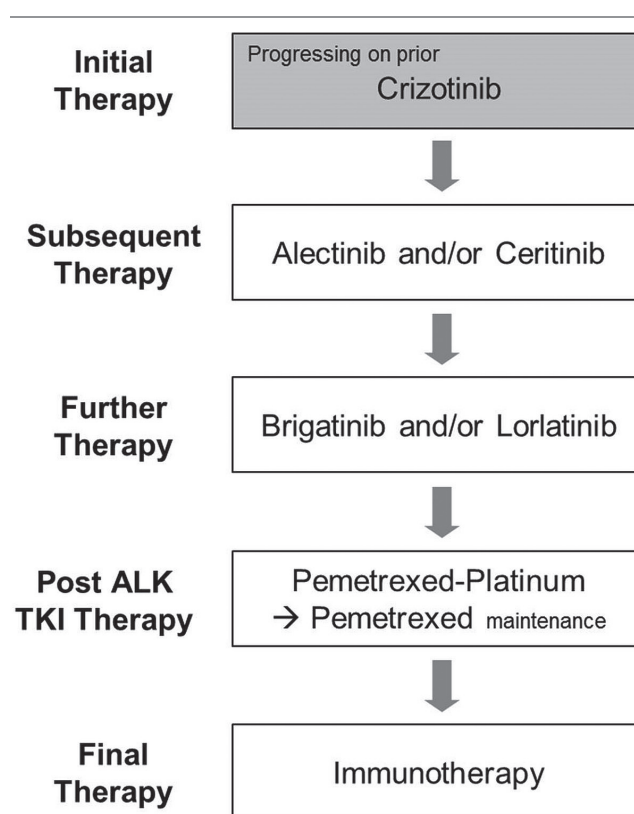 Initial
Therapy
Progressing on prior
Crizotinib
Subsequent
Therapy
Alectinib and/or Ceritinib
Further
Therapy
Brigatinib and/or Lorlatinib
Post ALK
TKI Therapy
Pemetrexed-Platinum
→ Pemetrexed maintenance
Final
Therapy
Immunotherapy